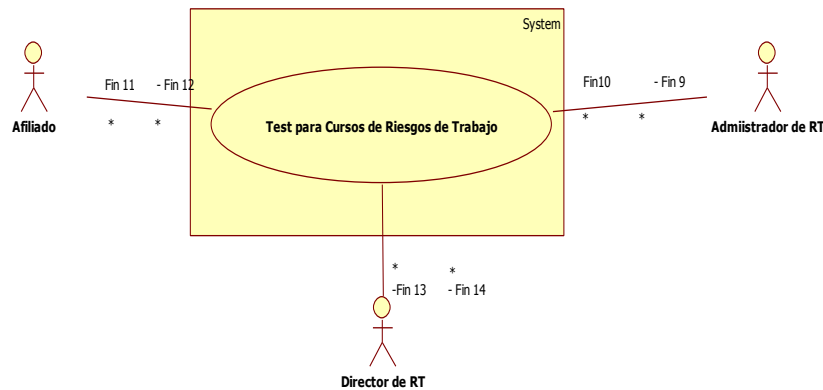 System
Fin 11 - Fin 12
Fin10 - Fin 9
* *
* *
Afiliado
Test para Cursos de Riesgos de Trabajo
Admiistrador de RT
* *
-Fin 13 - Fin 14
Director de RT